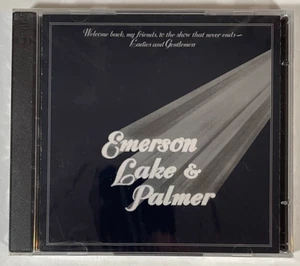 Welcome back, my friends, to the show that never ends~
Ladies and Gentlemen
Emerson
Lake &
Palmer